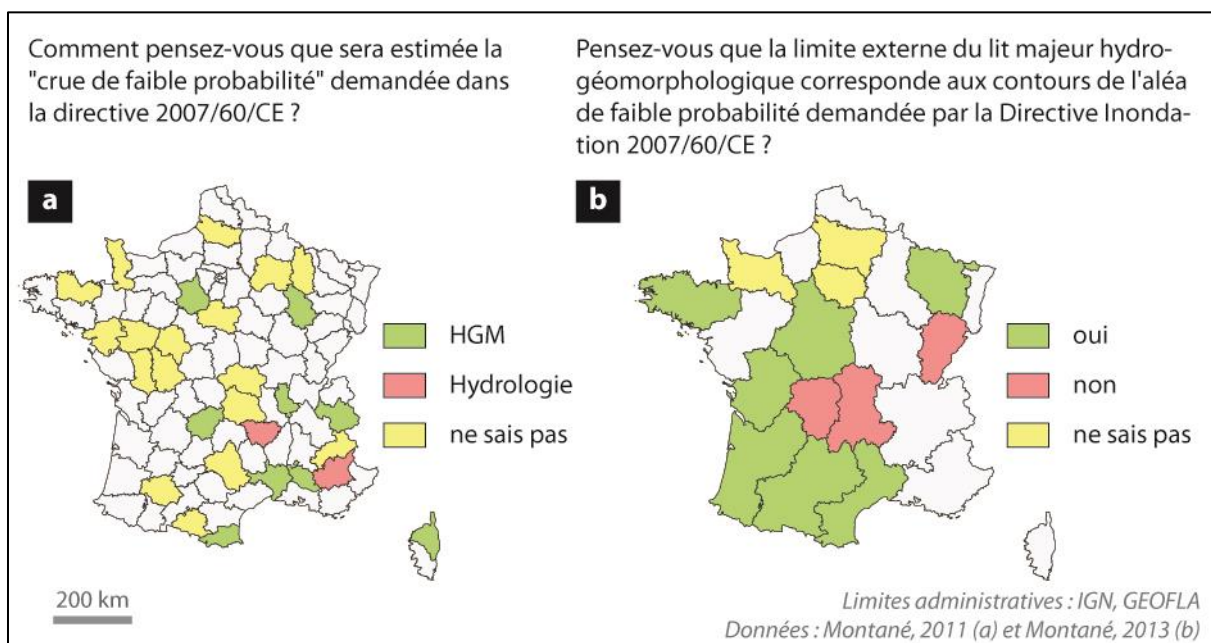 Comment pensez-vous que sera estimée la
"crue de faible probabilité" demandée dans
la directive 2007/60/CE ?
Pensez-vous que la limite externe du lit majeur hydro-
géomorphologique corresponde aux contours de l'aléa
de faible probabilité demandée par la Directive Inonda-
tion 2007/60/CE ?
a
HGM
Hydrologie
ne sais pas
200 km
b
oui
non
ne sais pas
Limites administratives : IGN, GEOFLA
Données : Montané, 2011 (a) et Montané, 2013 (b)